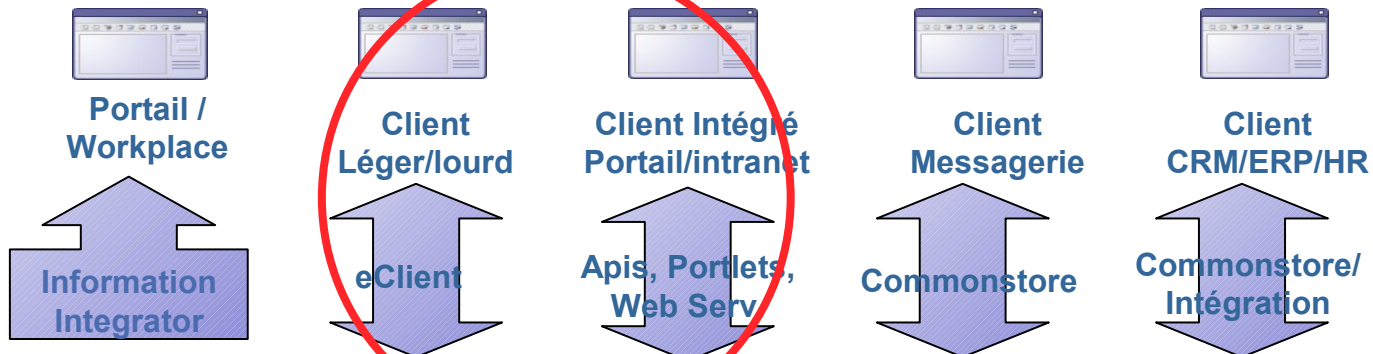 Portail /
Workplace
Client
Léger/lourd
Client Intégré
Portail/intranet
Client
Messagerie
Client
CRM/ERP/HR
Information
Integrator
eClient
Apis, Portlets,
Web Serv
Commonstore
Commonstore/
Intégration